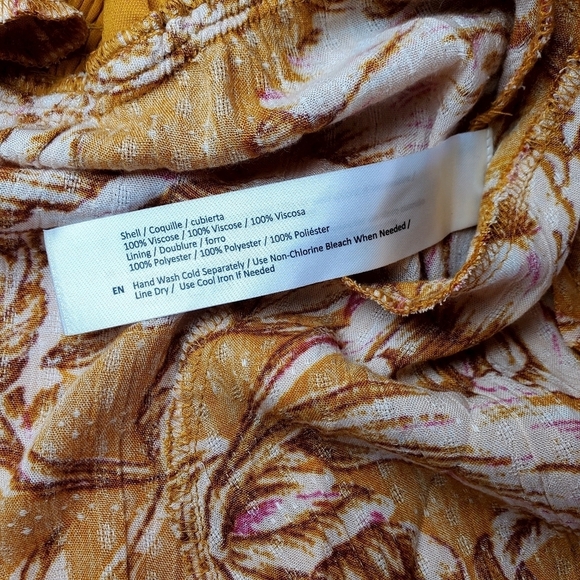 Shell / Coquille / cubierta
100% Viscose / 100% Viscose / 100% Viscosa
Lining / Doublure / forro
100% Polyester / 100% Polyester / 100% Poliéster
EN Hand Wash Cold Separately / Use Non-Chlorine Bleach When Needed /
Line Dry / Use Cool Iron If Needed